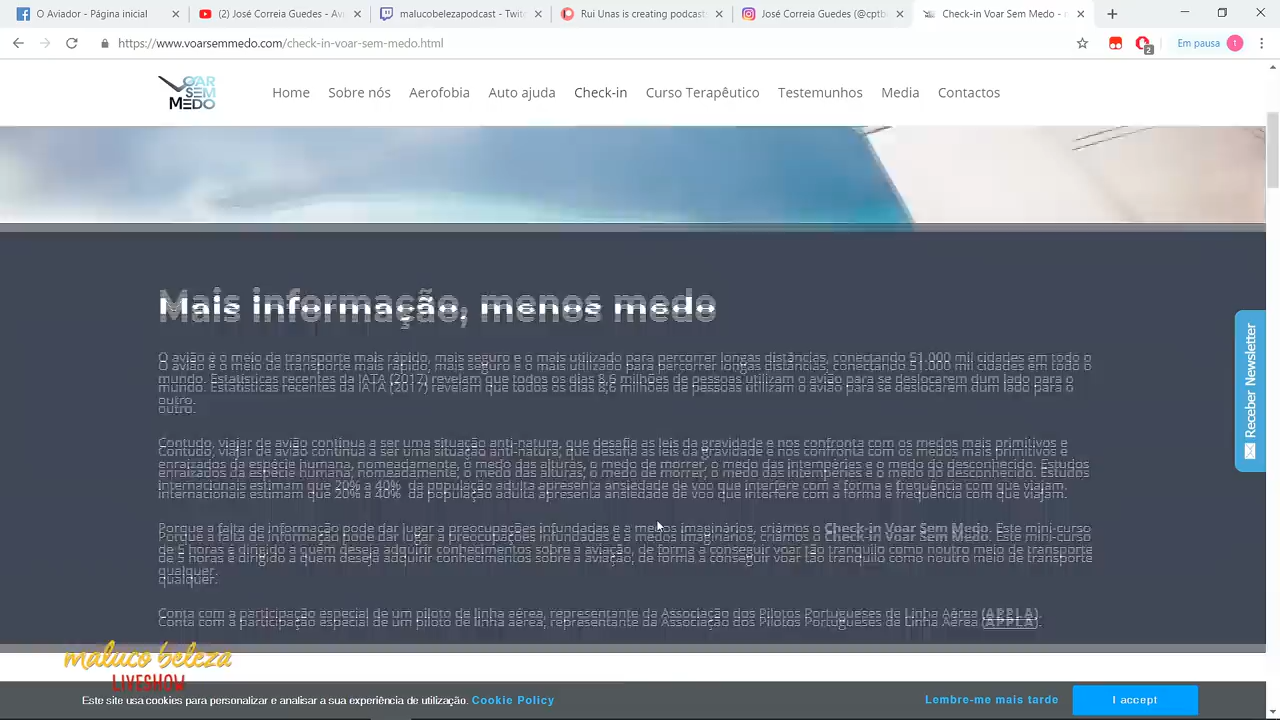 O Aviador - Página inicial
(2) José Correia Guedes - Avi
malucobelezapodcast - Twitch
Rui Unas is creating podcasts
José Correia Guedes (@cptb
Check-in Voar Sem Medo - m
https://www.voarsemmedo.com/check-in-voar-sem-medo.html
2
Em pausa
t
VOAR
SEM
MEDO
Home Sobre nós Aerofobia Auto ajuda Check-in Curso Terapêutico Testemunhos Media Contactos
Mais informação, menos medo
O avião é o meio de transporte mais rápido, mais seguro e o mais utilizado para percorrer longas distâncias, conectando 51.000 mil cidades em todo o
mundo. Estatísticas recentes da IATA (2017) revelam que todos os dias 8,6 milhões de pessoas utilizam o avião para se deslocarem dum lado para o
outro.
Contudo, viajar de avião continua a ser uma situação anti-natura, que desafia as leis da gravidade e nos confronta com os medos mais primitivos e
enraizados da espécie humana, nomeadamente, o medo das alturas, o medo de morrer, o medo das intempéries e o medo do desconhecido. Estudos
internacionais estimam que 20% a 40% da população adulta apresenta ansiedade de voo que interfere com a forma e frequência com que viajam.
Porque a falta de informação pode dar lugar a preocupações infundadas e a medos imaginários, criámos o Check-in Voar Sem Medo. Este mini-curso
de 5 horas é dirigido a quem deseja adquirir conhecimentos sobre a aviação, de forma a conseguir voar tão tranquilo como noutro meio de transporte
qualquer.
Conta com a participação especial de um piloto de linha aérea, representante da Associação dos Pilotos Portugueses de Linha Aérea (APPLA).
Receber Newsletter
maluco beleza
LIVESHOW
Este site usa cookies para personalizar e analisar a sua experiência de utilização. Cookie Policy
Lembre-me mais tarde
I accept